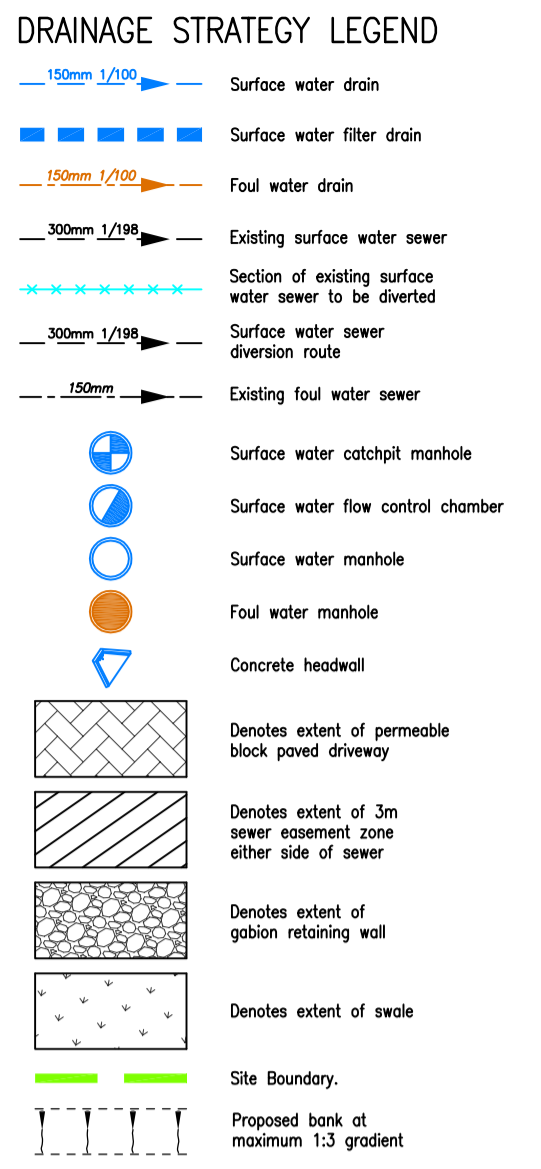 DRAINAGE STRATEGY LEGEND
150mm 1/100
Surface water drain
Surface water filter drain
150mm 1/100
Foul water drain
300mm 1/198
Existing surface water sewer
Section of existing surface
water sewer to be diverted
300mm 1/198
Surface water sewer
diversion route
150mm
Existing foul water sewer
Surface water catchpit manhole
Surface water flow control chamber
Surface water manhole
Foul water manhole
Concrete headwall
Denotes extent of permeable
block paved driveway
Denotes extent of 3m
sewer easement zone
either side of sewer
Denotes extent of
gabion retaining wall
Denotes extent of swale
Site Boundary.
Proposed bank at
maximum 1:3 gradient